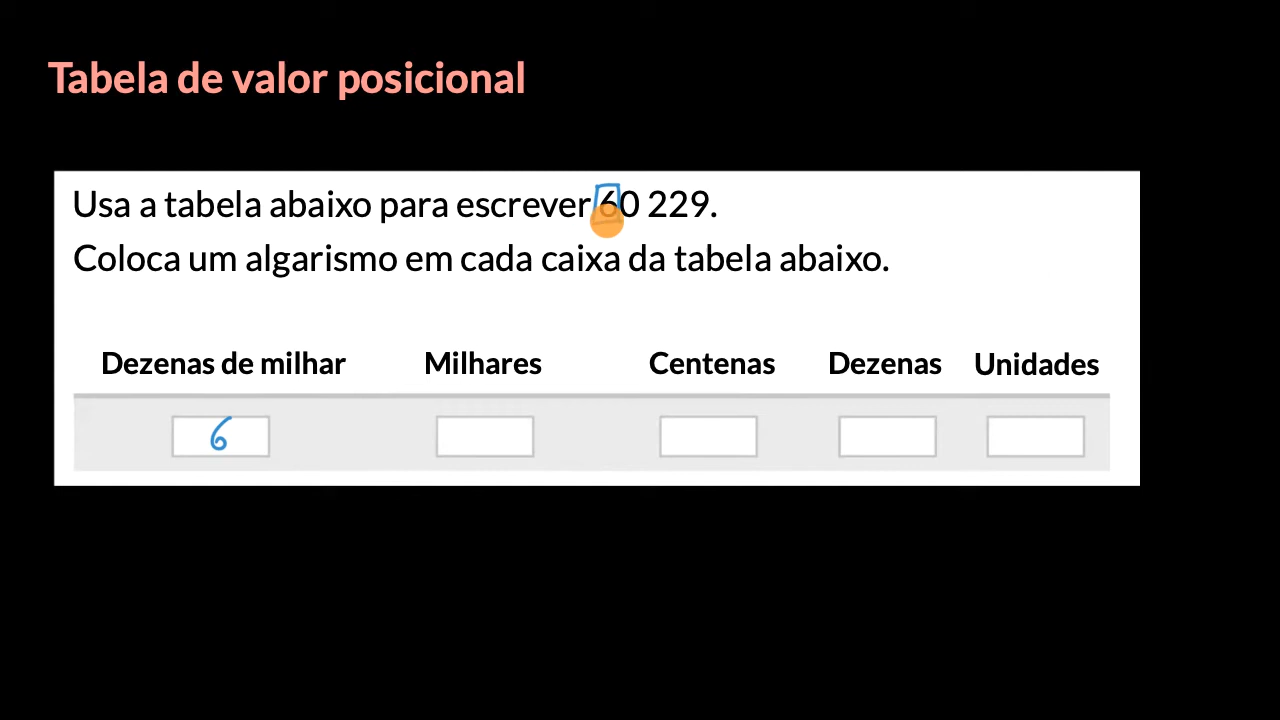 Tabela de valor posicional
Usa a tabela abaixo para escrever 60 229.
Coloca um algarismo em cada caixa da tabela abaixo.
Dezenas de milhar Milhares Centenas Dezenas Unidades
6